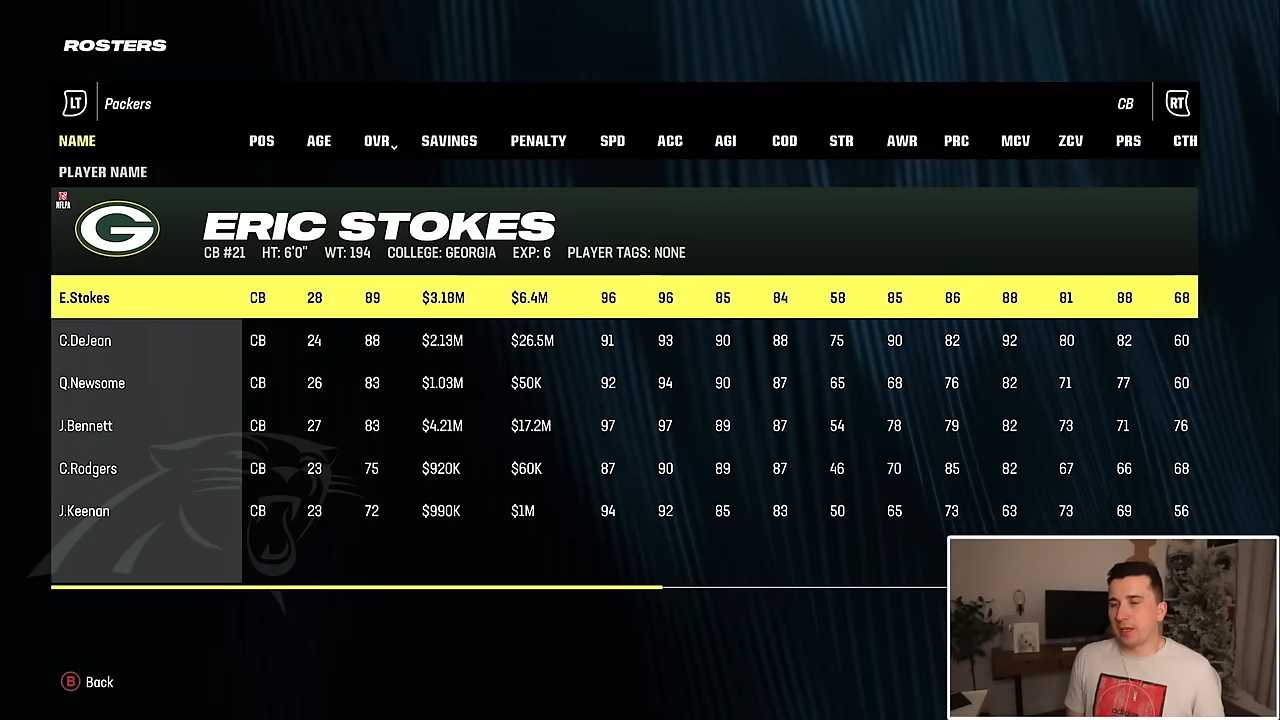 ROSTERS
LT Packers CB RT
NAME POS AGE OVR SAVINGS PENALTY SPD ACC AGI COD STR AWR PRC MCV ZCV PRS CTH
PLAYER NAME
NFLPA
G
ERIC STOKES
CB #21 HT: 6'0" WT: 194 COLLEGE: GEORGIA EXP: 6 PLAYER TAGS: NONE
E.Stokes CB 28 89 $3.18M $6.4M 96 96 85 84 58 85 86 88 81 88 68
C.DeJean CB 24 88 $2.13M $26.5M 91 93 90 88 75 90 82 92 80 82 60
Q.Newsome CB 26 83 $1.03M $50K 92 94 90 87 65 68 76 82 71 77 60
J.Bennett CB 27 83 $4.21M $17.2M 97 97 89 87 54 78 79 82 73 71 76
C.Rodgers CB 23 75 $920K $60K 87 90 89 87 46 70 85 82 67 66 68
J.Keenan CB 23 72 $990K $1M 94 92 85 83 50 65 73 63 73 69 56
B Back
adidas